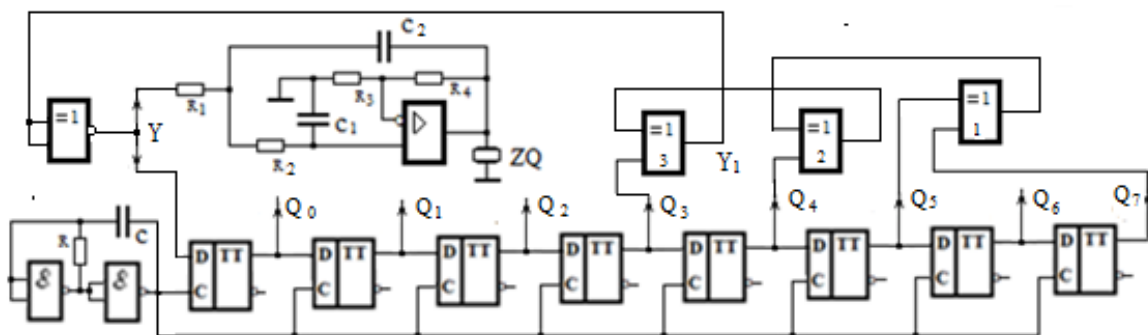 C2
=1
R1
Y
R3
R4
C1
R2
ZQ
=1
3
Y1
=1
2
=1
1
Q0
Q1
Q2
Q3
Q4
Q5
Q6
Q7
R
C
&
&
D TT
C
D TT
C
D TT
C
D TT
C
D TT
C
D TT
C
D TT
C
D TT
C